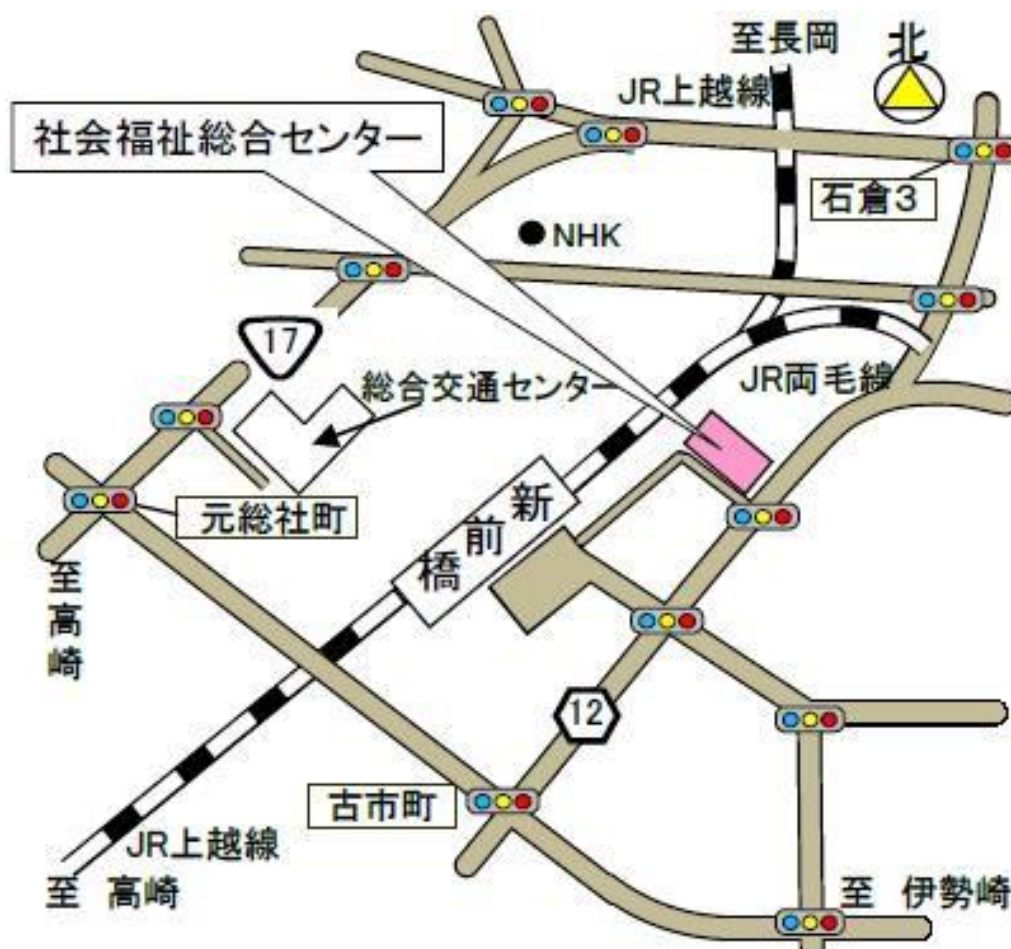 至長岡
北
JR上越線
社会福祉総合センター
石倉3
NHK
17
総合交通センター
JR両毛線
元総社町
新前橋
至高崎
12
古市町
JR上越線
至 高崎
至 伊勢崎